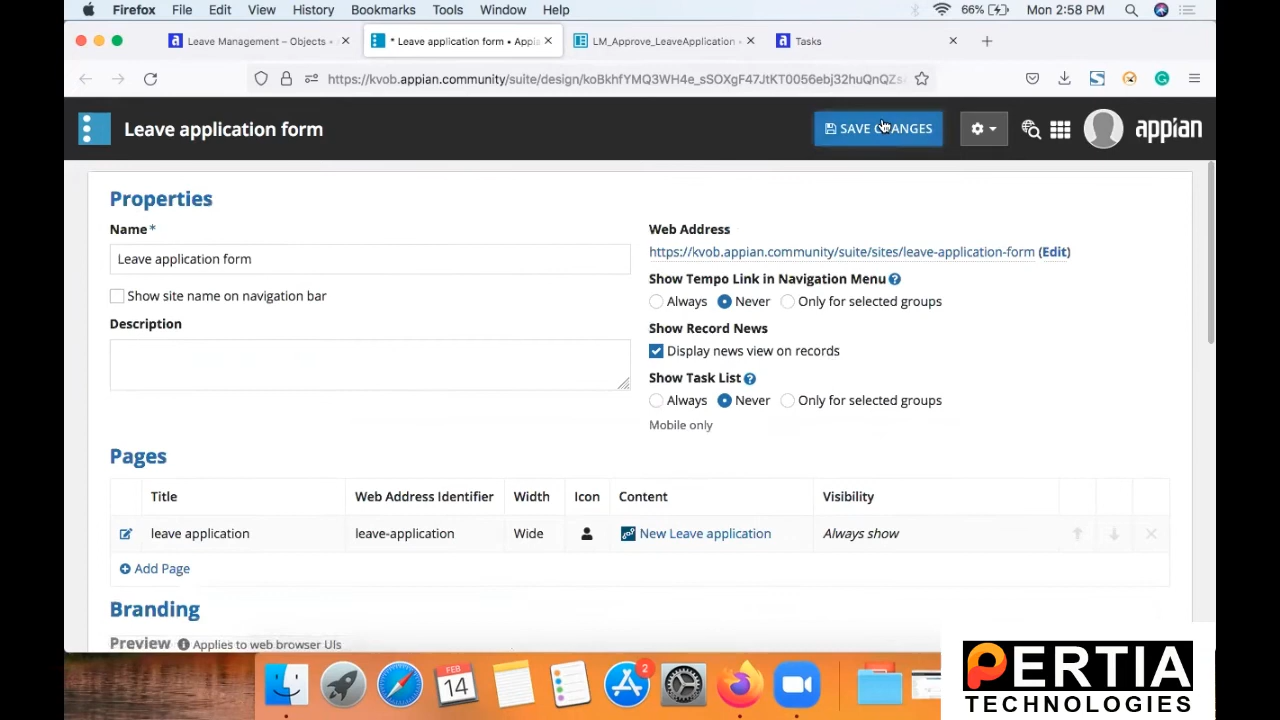 Firefox File Edit View History Bookmarks Tools Window Help 66% Mon 2:58 PM
Leave Management – Objects • * Leave application form • Appia LM_Approve_LeaveApplication • Tasks
https://kvob.appian.community/suite/design/koBkhfYMQ3WH4e_sSOXgF47JtKT0056ebj32huQnQZs
Leave application form SAVE CHANGES appian
Properties
Name*
Leave application form
Show site name on navigation bar
Description
Web Address
https://kvob.appian.community/suite/sites/leave-application-form (Edit)
Show Tempo Link in Navigation Menu
Always Never Only for selected groups
Show Record News
Display news view on records
Show Task List
Always Never Only for selected groups
Mobile only
Pages
Title Web Address Identifier Width Icon Content Visibility
leave application leave-application Wide New Leave application Always show
Add Page
Branding
Preview Applies to web browser UIs
FEB
14
2
PERTIA
TECHNOLOGIES